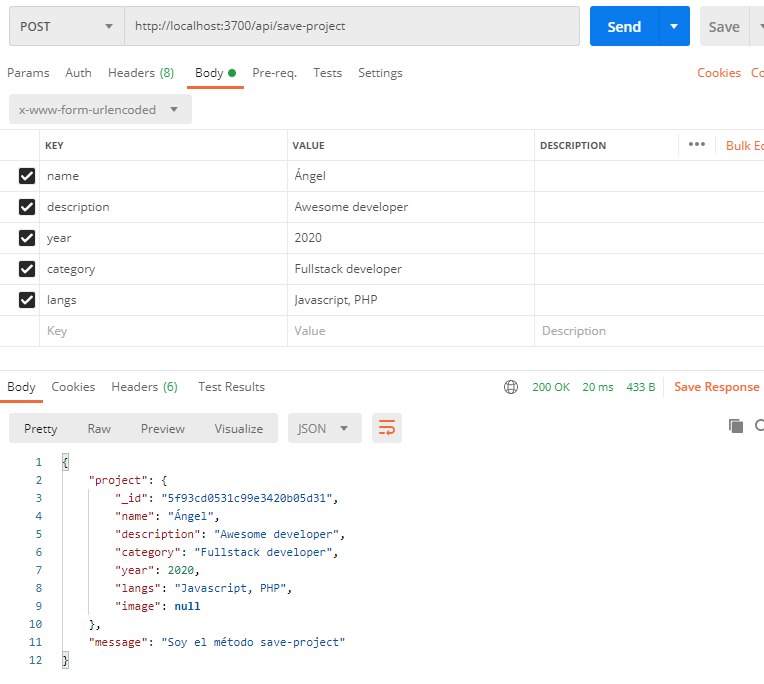 POST http://localhost:3700/api/save-project Send Save
Params Auth Headers (8) Body Pre-req. Tests Settings Cookies
x-www-form-urlencoded
KEY VALUE DESCRIPTION ••• Bulk
name Ángel
description Awesome developer
year 2020
category Fullstack developer
langs Javascript, PHP
Key Value Description
Body Cookies Headers (6) Test Results 200 OK 20 ms 433 B Save Response
Pretty Raw Preview Visualize JSON
1 {
2 "project": {
3 "_id": "5f93cd0531c99e3420b05d31",
4 "name": "Ángel",
5 "description": "Awesome developer",
6 "category": "Fullstack developer",
7 "year": 2020,
8 "langs": "Javascript, PHP",
9 "image": null
10 },
11 "message": "Soy el método save-project"
12 }